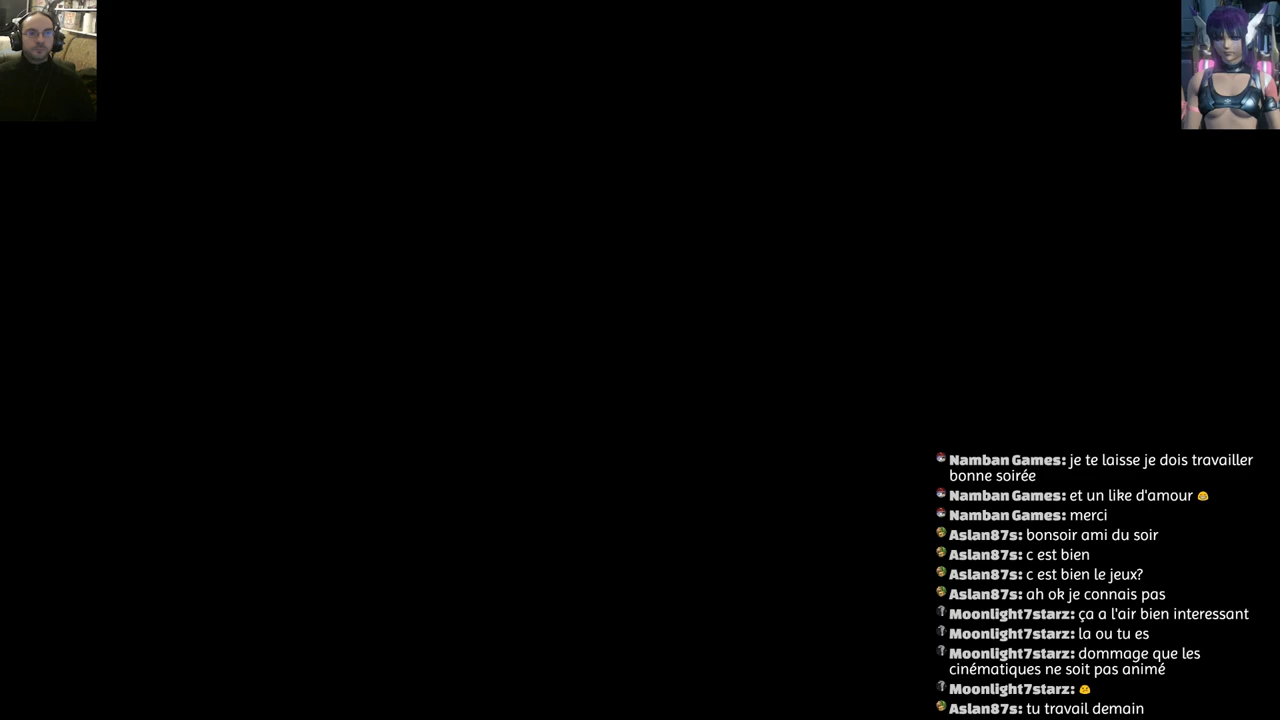 Namban Games: je te laisse je dois travailler
bonne soirée
Namban Games: et un like d'amour
Namban Games: merci
Aslan87s: bonsoir ami du soir
Aslan87s: c est bien
Aslan87s: c est bien le jeux?
Aslan87s: ah ok je connais pas
Moonlight7starz: ça a l'air bien interessant
Moonlight7starz: la ou tu es
Moonlight7starz: dommage que les
cinématiques ne soit pas animé
Moonlight7starz:
Aslan87s: tu travail demain